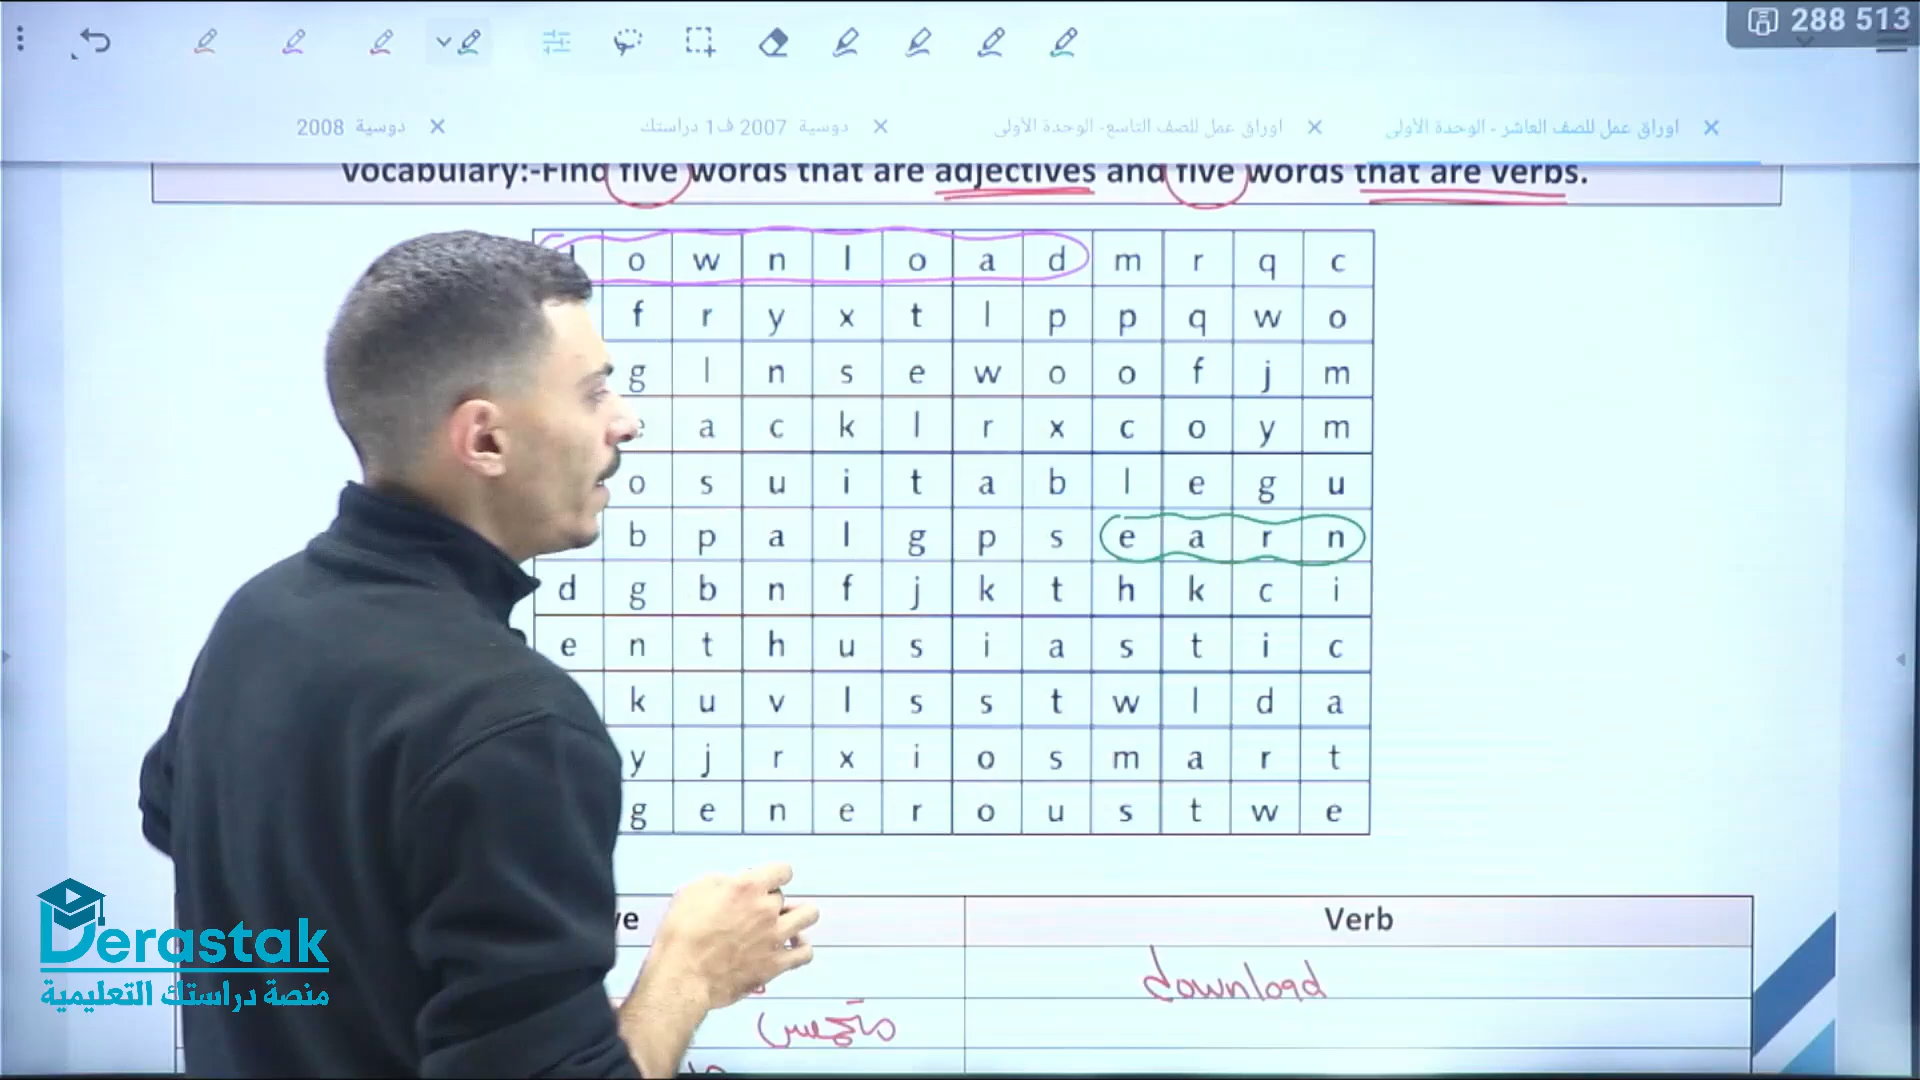 288 513
اوراق عمل للصف العاشر - الوحدة الأولى
اوراق عمل للصف التاسع- الوحدة الأولى
دوسية 2007 ف1 دراستك
دوسية 2008
Vocabulary:-Find five words that are adjectives and five words that are verbs.
o w n l o a d m r q c
f r y x t l p p q w o
g l n s e w o o f j m
a c k l r x c o y m
o s u i t a b l e g u
b p a l g p s e a r n
d g b n f j k t h k c i
e n t h u s i a s t i c
k u v l s s t w l d a
y j r x i o s m a r t
g e n e r o u s t w e
ve Verb
download
متحمس
Derastak
منصة دراستك التعليمية